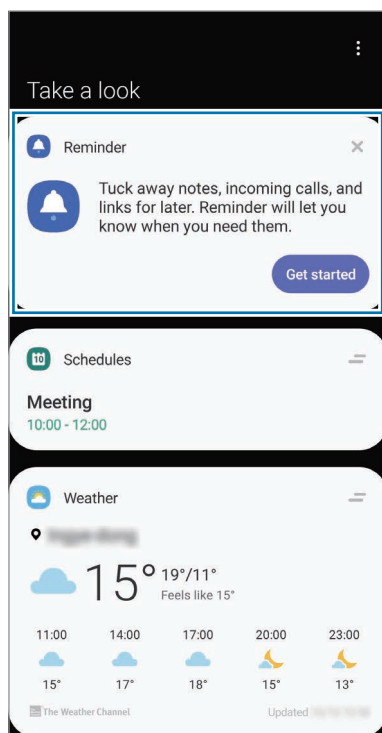 Take a look
Reminder
Tuck away notes, incoming calls, and
links for later. Reminder will let you
know when you need them.
Get started
10 Schedules
Meeting
10:00 - 12:00
Weather
15° 19°/11°
Feels like 15°
11:00 14:00 17:00 20:00 23:00
15° 17° 18° 15° 13°
The Weather Channel Updated